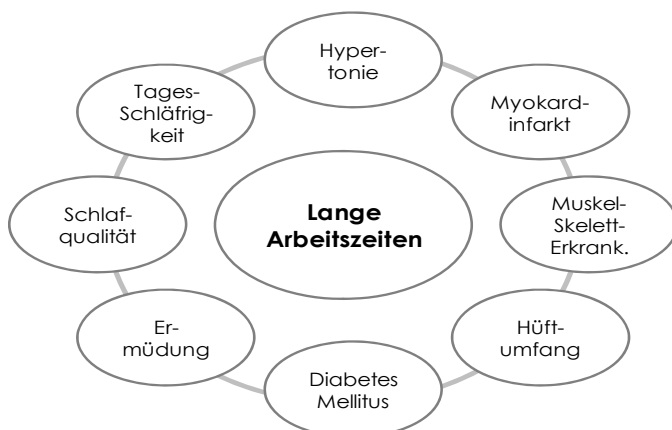 Hyper-
tonie
Myokard-
infarkt
Muskel-
Skelett-
Erkrank.
Hüft-
umfang
Diabetes
Mellitus
Er-
müdung
Schlaf-
qualität
Tages-
Schläfrig-
keit
Lange
Arbeitszeiten